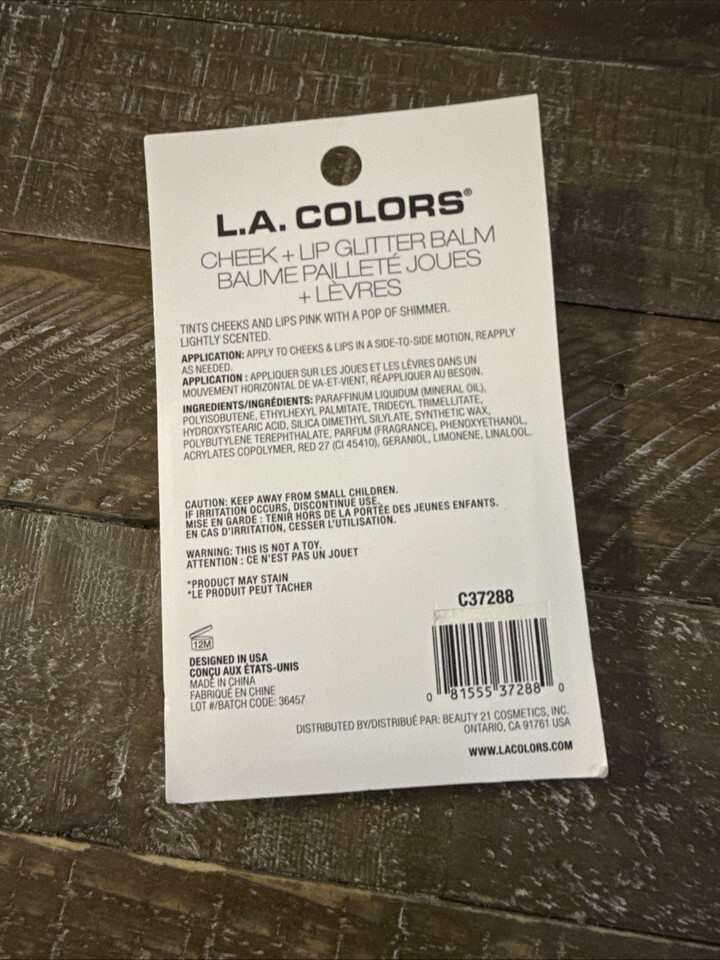 L.A. COLORS®
CHEEK + LIP GLITTER BALM
BAUME PAILLETÉ JOUES
+ LÈVRES
TINTS CHEEKS AND LIPS PINK WITH A POP OF SHIMMER.
LIGHTLY SCENTED.
APPLICATION: APPLY TO CHEEKS & LIPS IN A SIDE-TO-SIDE MOTION, REAPPLY
AS NEEDED.
APPLICATION : APPLIQUER SUR LES JOUES ET LES LÈVRES DANS UN
MOUVEMENT HORIZONTAL DE VA-ET-VIENT, RÉAPPLIQUER AU BESOIN.
INGREDIENTS/INGRÉDIENTS: PARAFFINUM LIQUIDUM (MINERAL OIL),
POLYISOBUTENE, ETHYLHEXYL PALMITATE, TRIDECYL TRIMELLITATE,
HYDROXYSTEARIC ACID, SILICA DIMETHYL SILYLATE, SYNTHETIC WAX,
POLYBUTYLENE TEREPHTHALATE, PARFUM (FRAGRANCE), PHENOXYETHANOL,
ACRYLATES COPOLYMER, RED 27 (CI 45410), GERANIOL, LIMONENE, LINALOOL.
CAUTION: KEEP AWAY FROM SMALL CHILDREN.
IF IRRITATION OCCURS, DISCONTINUE USE.
MISE EN GARDE : TENIR HORS DE LA PORTÉE DES JEUNES ENFANTS.
EN CAS D'IRRITATION, CESSER L'UTILISATION.
WARNING: THIS IS NOT A TOY.
ATTENTION : CE N'EST PAS UN JOUET
*PRODUCT MAY STAIN
*LE PRODUIT PEUT TACHER
C37288
12M
DESIGNED IN USA
CONÇU AUX ÉTATS-UNIS
MADE IN CHINA
FABRIQUÉ EN CHINE
LOT #/BATCH CODE: 36457
0 81555 37288 0
DISTRIBUTED BY/DISTRIBUÉ PAR: BEAUTY 21 COSMETICS, INC.
ONTARIO, CA 91761 USA
WWW.LACOLORS.COM